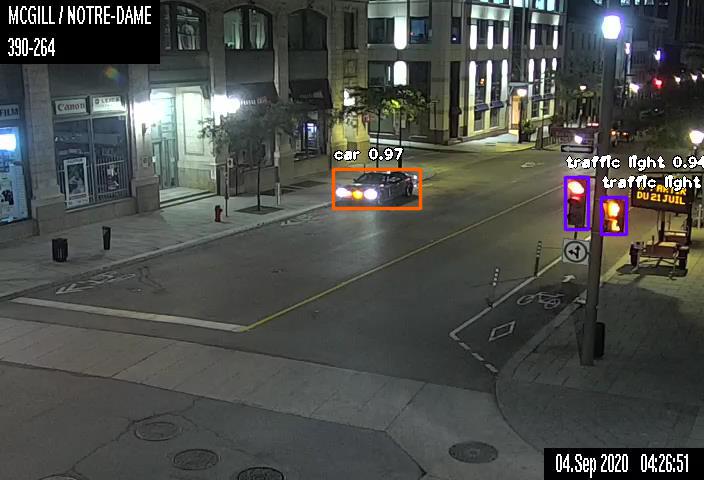 MCGILL / NOTRE-DAME
390-264
car 0.97
traffic light 0.94
traffic light
DU 21 JUIL
Canon
FILM
04.Sep 2020 04:26:51